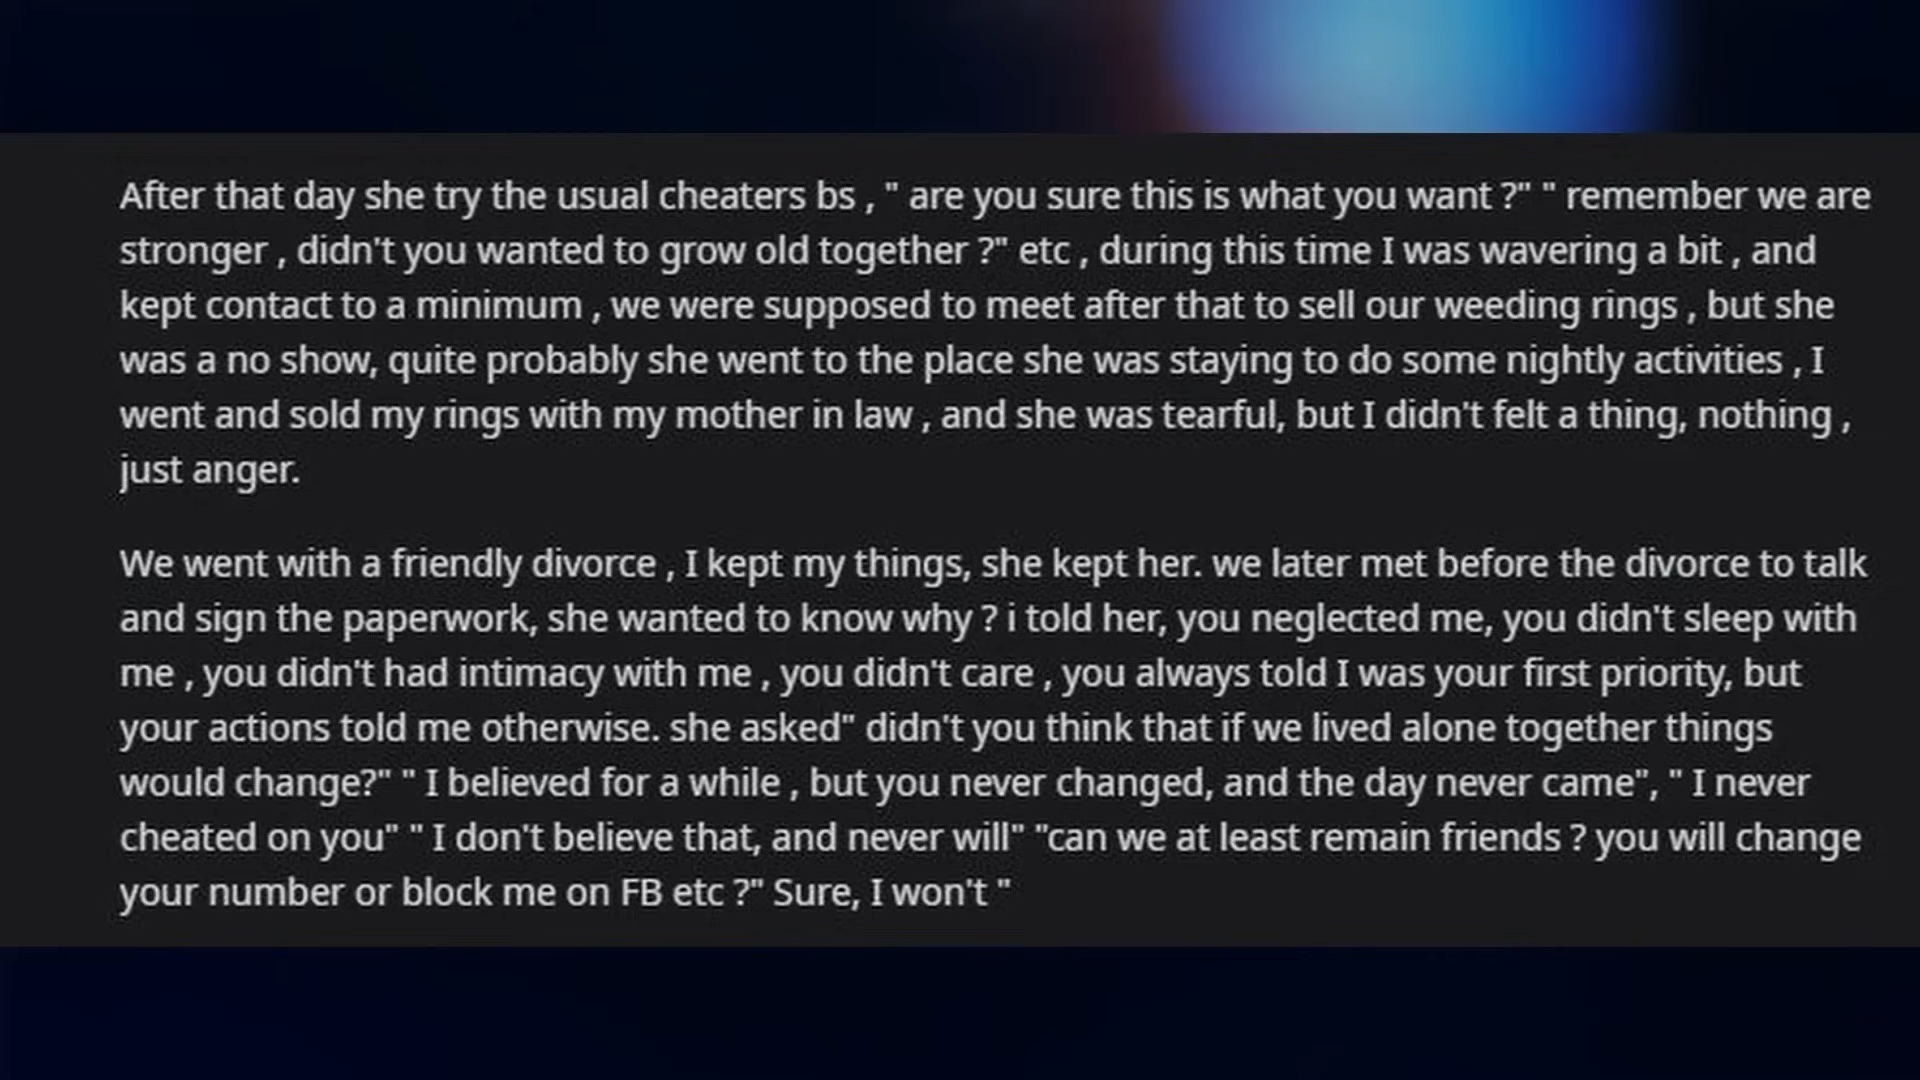 After that day she try the usual cheaters bs , " are you sure this is what you want ?" " remember we are
stronger , didn't you wanted to grow old together ?" etc , during this time I was wavering a bit , and
kept contact to a minimum , we were supposed to meet after that to sell our weeding rings , but she
was a no show, quite probably she went to the place she was staying to do some nightly activities , I
went and sold my rings with my mother in law , and she was tearful, but I didn't felt a thing, nothing ,
just anger.
We went with a friendly divorce , I kept my things, she kept her. we later met before the divorce to talk
and sign the paperwork, she wanted to know why ? i told her, you neglected me, you didn't sleep with
me , you didn't had intimacy with me , you didn't care , you always told I was your first priority, but
your actions told me otherwise. she asked" didn't you think that if we lived alone together things
would change?" " I believed for a while , but you never changed, and the day never came", " I never
cheated on you" " I don't believe that, and never will" "can we at least remain friends ? you will change
your number or block me on FB etc ?" Sure, I won't "